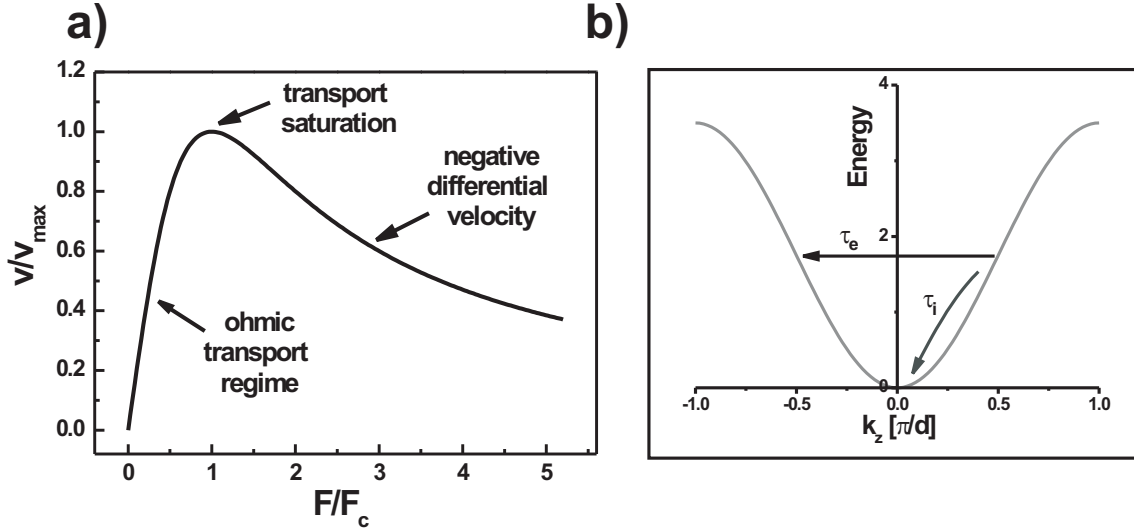 a)
1.2
1.0
0.8
0.6
0.4
0.2
0.0
v/v_max
transport
saturation
negative
differential
velocity
ohmic
transport
regime
0 1 2 3 4 5
F/F_c
b)
4
Energy
2
τ_e
τ_i
0
-1.0 -0.5 0.0 0.5 1.0
k_z [π/d]